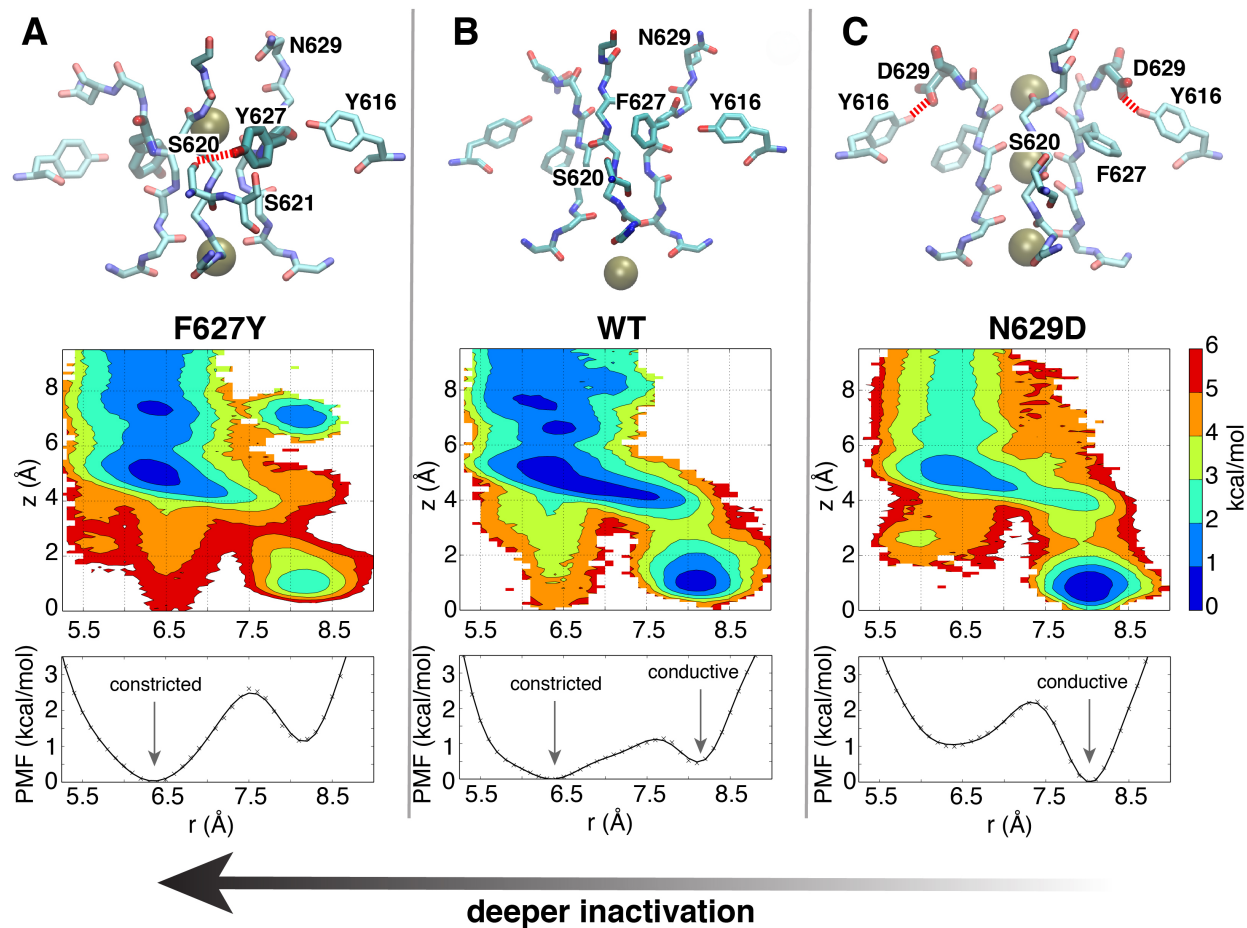 A
N629
Y616
Y627
S620
S621
B
N629
F627
Y616
S620
C
D629
D629
Y616
Y616
S620
F627
F627Y
WT
N629D
8
6
4
2
0
z (Å)
5.5 6.5 7.5 8.5
8
6
4
2
0
z (Å)
5.5 6.5 7.5 8.5
8
6
4
2
0
z (Å)
5.5 6.5 7.5 8.5
6
5
4
3
2
1
0
kcal/mol
3
2
1
0
PMF (kcal/mol)
constricted
5.5 6.5 7.5 8.5
r (Å)
3
2
1
0
PMF (kcal/mol)
constricted
conductive
5.5 6.5 7.5 8.5
r (Å)
3
2
1
0
PMF (kcal/mol)
conductive
5.5 6.5 7.5 8.5
r (Å)
deeper inactivation